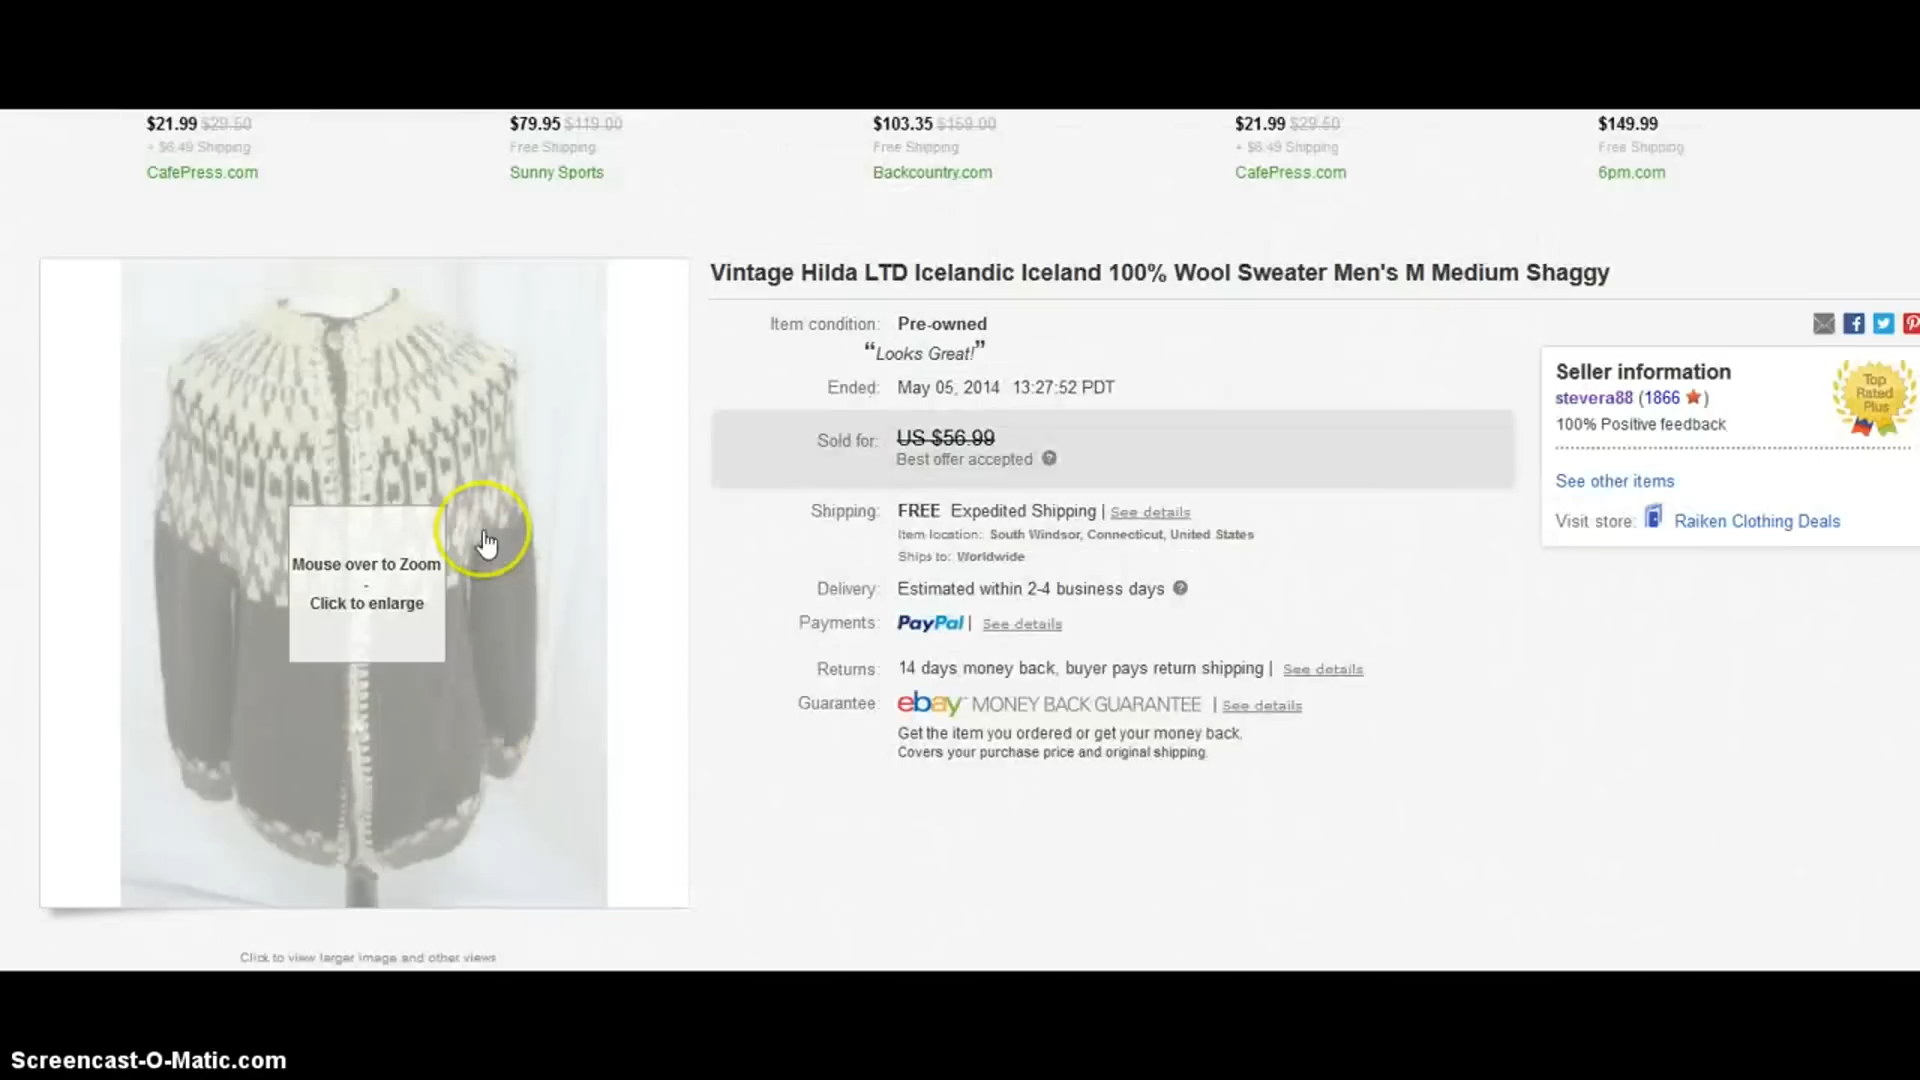 $21.99 $29.50
+ $6.49 Shipping
CafePress.com
$79.95 $119.00
Free Shipping
Sunny Sports
$103.35 $159.00
Free Shipping
Backcountry.com
$21.99 $29.50
+ $6.49 Shipping
CafePress.com
$149.99
Free Shipping
6pm.com
Mouse over to Zoom
-
Click to enlarge
Click to view larger image and other views
Vintage Hilda LTD Icelandic Iceland 100% Wool Sweater Men's M Medium Shaggy
Item condition: Pre-owned
“Looks Great!”
Ended: May 05, 2014 13:27:52 PDT
Sold for: US $56.99
Best offer accepted ?
Shipping: FREE Expedited Shipping | See details
Item location: South Windsor, Connecticut, United States
Ships to: Worldwide
Delivery: Estimated within 2-4 business days ?
Payments: PayPal | See details
Returns: 14 days money back, buyer pays return shipping | See details
Guarantee: ebay™ MONEY BACK GUARANTEE | See details
Get the item you ordered or get your money back.
Covers your purchase price and original shipping.
Seller information
stevera88 (1866 ★)
100% Positive feedback
Top
Rated
Plus
See other items
Visit store: Raiken Clothing Deals
Screencast-O-Matic.com